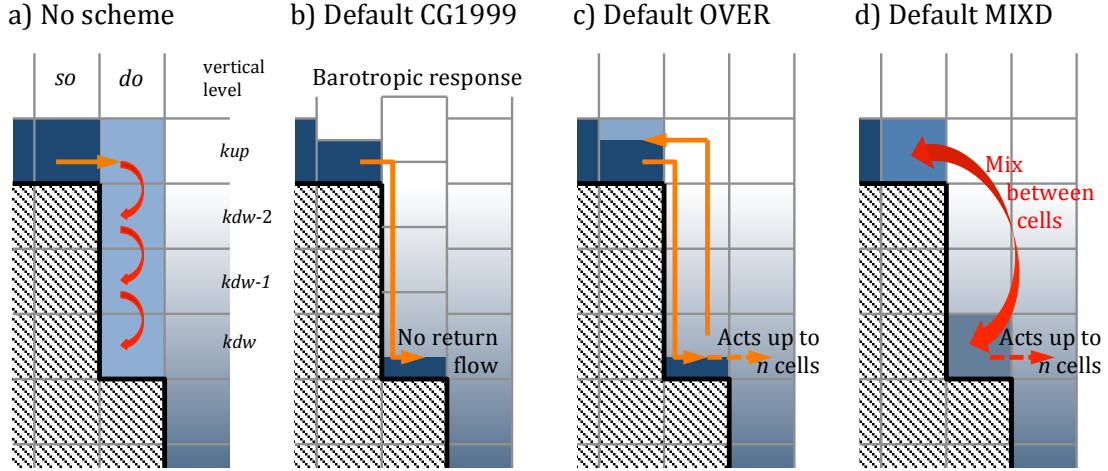 a) No scheme
so
do
vertical
level
kup
kdw-2
kdw-1
kdw
b) Default CG1999
Barotropic response
No return
flow
c) Default OVER
Acts up to
n cells
d) Default MIXD
Mix
between
cells
Acts up to
n cells